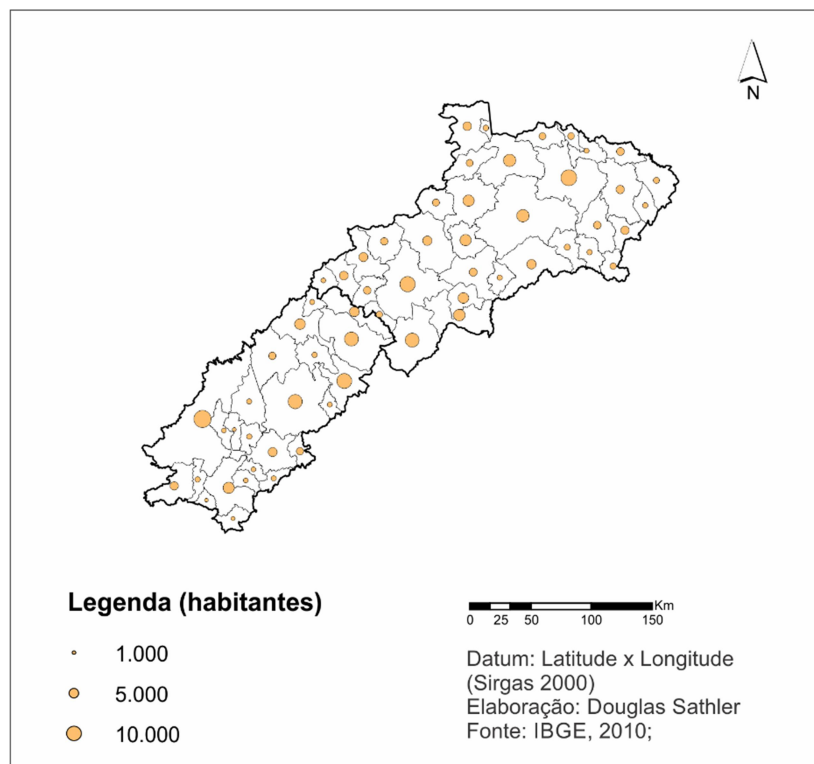 N
Legenda (habitantes)
1.000
5.000
10.000
Km
0 25 50 100 150
Datum: Latitude x Longitude
(Sirgas 2000)
Elaboração: Douglas Sathler
Fonte: IBGE, 2010;